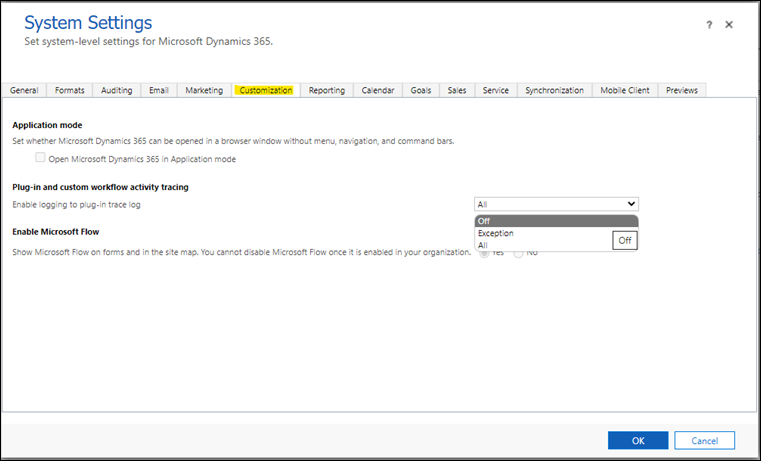 System Settings
Set system-level settings for Microsoft Dynamics 365.
?
General Formats Auditing Email Marketing Customization Reporting Calendar Goals Sales Service Synchronization Mobile Client Previews
Application mode
Set whether Microsoft Dynamics 365 can be opened in a browser window without menu, navigation, and command bars.
Open Microsoft Dynamics 365 in Application mode
Plug-in and custom workflow activity tracing
Enable logging to plug-in trace log All
Off
Enable Microsoft Flow Exception
Off
All
Show Microsoft Flow on forms and in the site map. You cannot disable Microsoft Flow once it is enabled in your organization. Yes No
OK Cancel